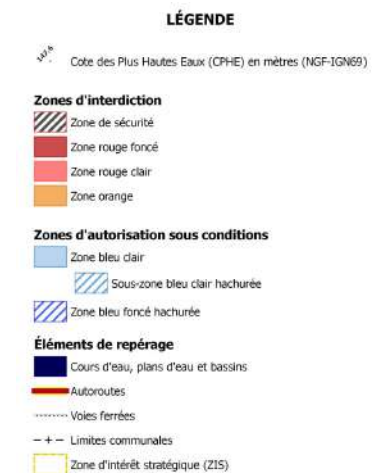 LÉGENDE
147.6 Cote des Plus Hautes Eaux (CPHE) en mètres (NGF-IGN69)
Zones d'interdiction
Zone de sécurité
Zone rouge foncé
Zone rouge clair
Zone orange
Zones d'autorisation sous conditions
Zone bleu clair
Sous-zone bleu clair hachurée
Zone bleu foncé hachurée
Éléments de repérage
Cours d'eau, plans d'eau et bassins
Autoroutes
Voies ferrées
Limites communales
Zone d'intérêt stratégique (ZIS)